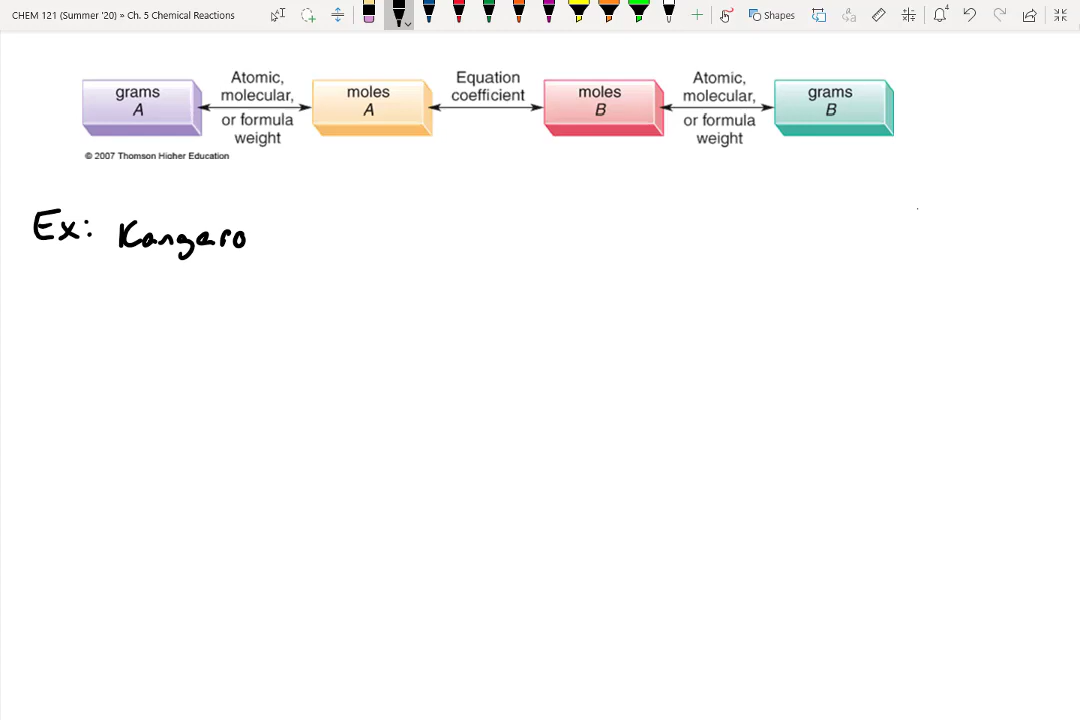 CHEM 121 (Summer '20) » Ch. 5 Chemical Reactions
Shapes
4
grams
A
Atomic,
molecular,
or formula
weight
moles
A
Equation
coefficient
moles
B
Atomic,
molecular,
or formula
weight
grams
B
© 2007 Thomson Higher Education
Ex: Kangaro